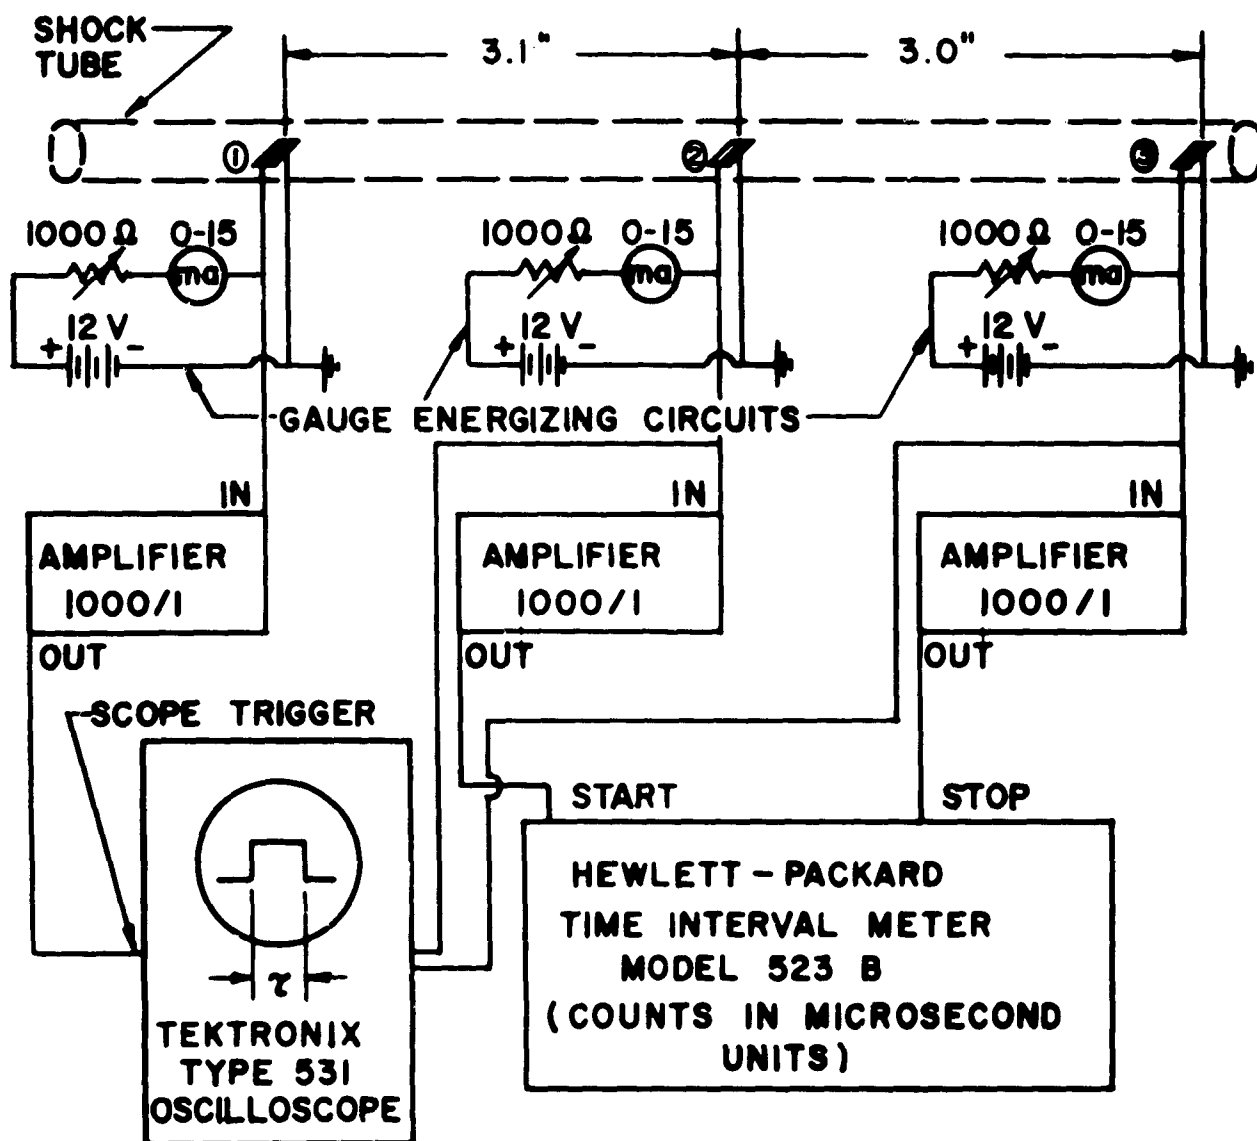 SHOCK
TUBE
3.1"
3.0"
①
②
③
1000 Ω 0-15
ma
1000 Ω 0-15
ma
1000 Ω 0-15
ma
+ 12 V -
+ 12 V -
+ 12 V -
GAUGE ENERGIZING CIRCUITS
IN
IN
IN
AMPLIFIER
1000/1
AMPLIFIER
1000/1
AMPLIFIER
1000/1
OUT
OUT
OUT
SCOPE TRIGGER
START
STOP
τ
TEKTRONIX
TYPE 531
OSCILLOSCOPE
HEWLETT-PACKARD
TIME INTERVAL METER
MODEL 523 B
(COUNTS IN MICROSECOND
UNITS)